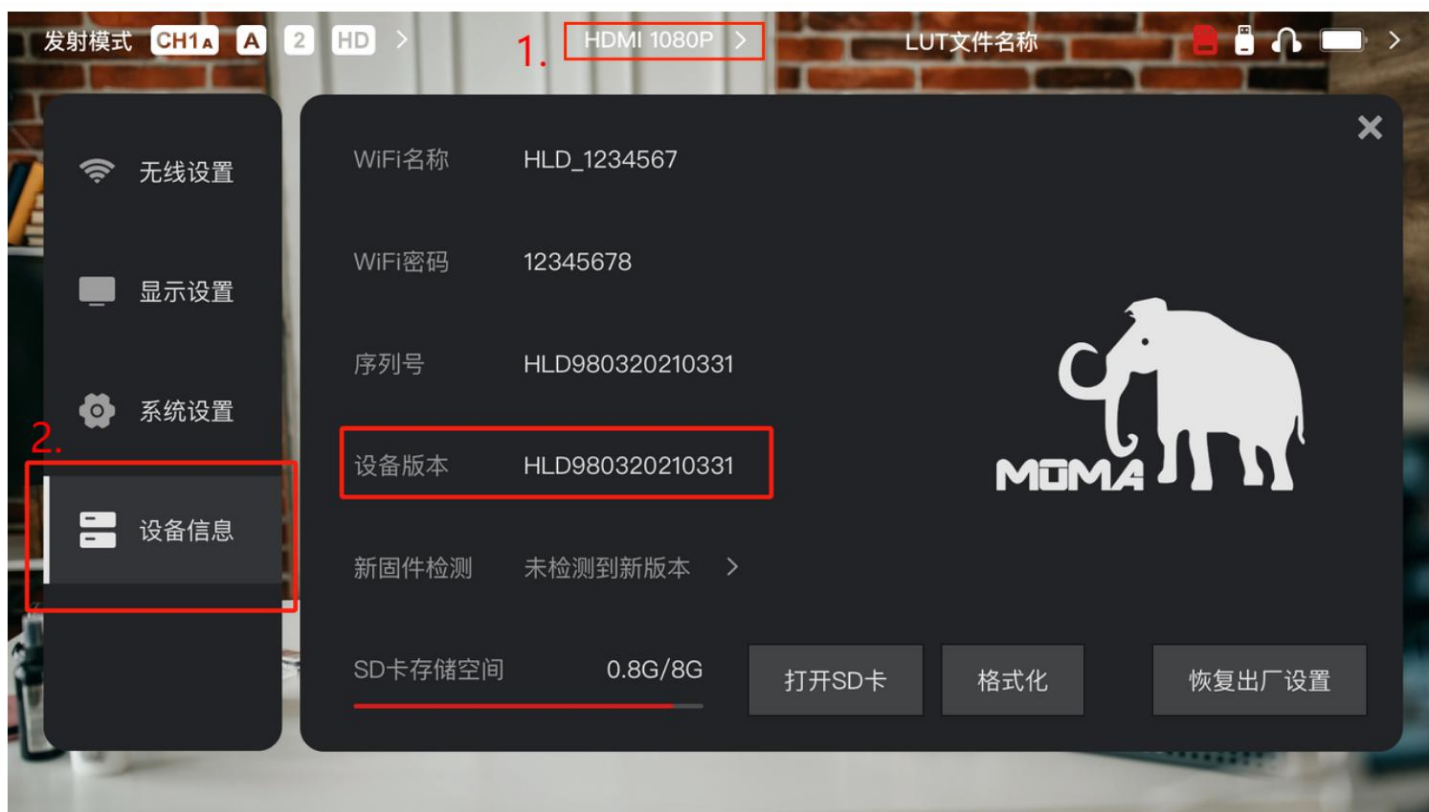 发射模式 CH1A A 2 HD > 1. HDMI 1080P > LUT文件名称 >
无线设置
显示设置
系统设置
2.
设备信息
WiFi名称 HLD_1234567
WiFi密码 12345678
序列号 HLD980320210331
设备版本 HLD980320210331
新固件检测 未检测到新版本 >
SD卡存储空间 0.8G/8G 打开SD卡 格式化 恢复出厂设置
MOMA